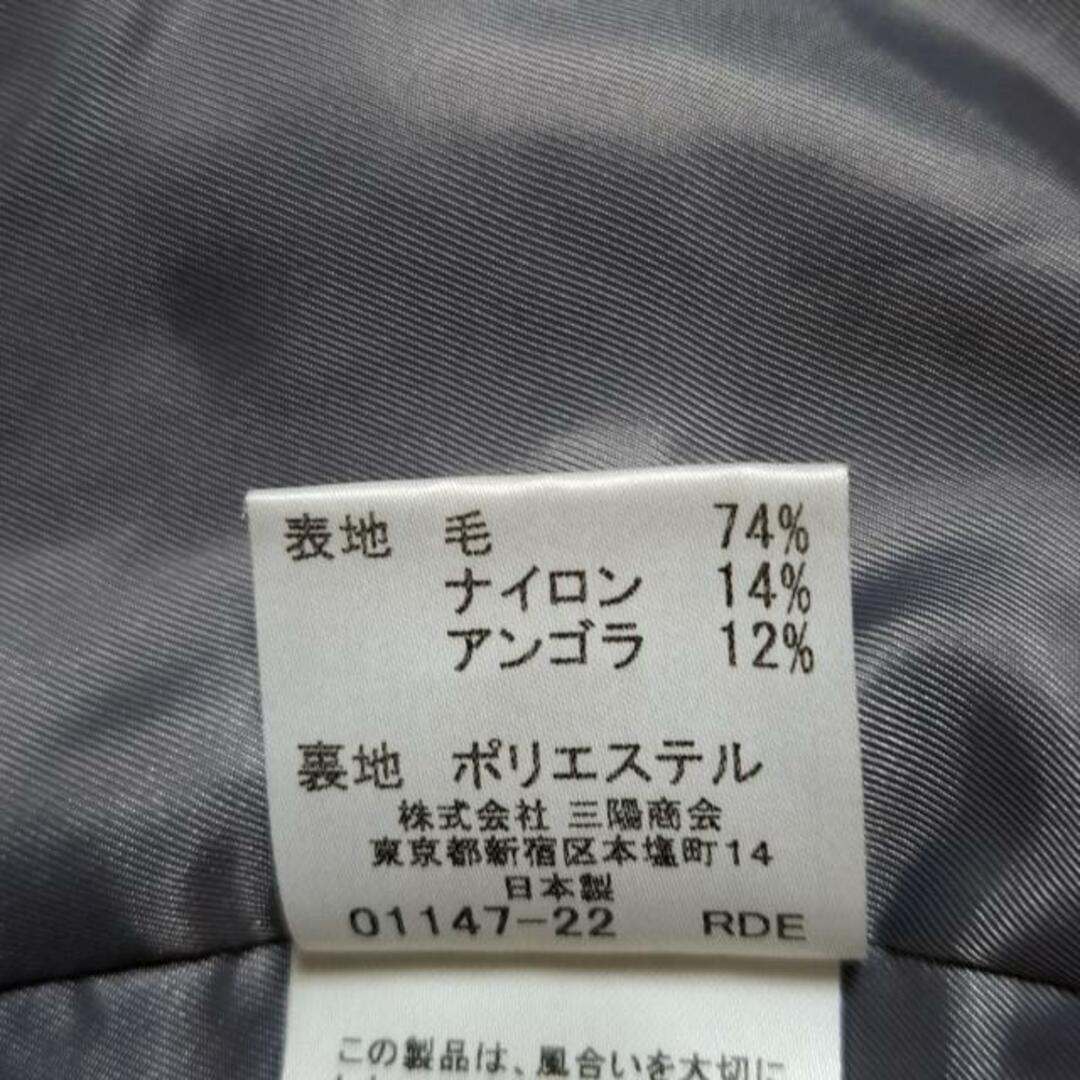 表地 毛 74%
ナイロン 14%
アンゴラ 12%
裏地 ポリエステル
株式会社 三陽商会
東京都新宿区本塩町14
日本製
01147-22 RDE
この製品は、風合いを大切に